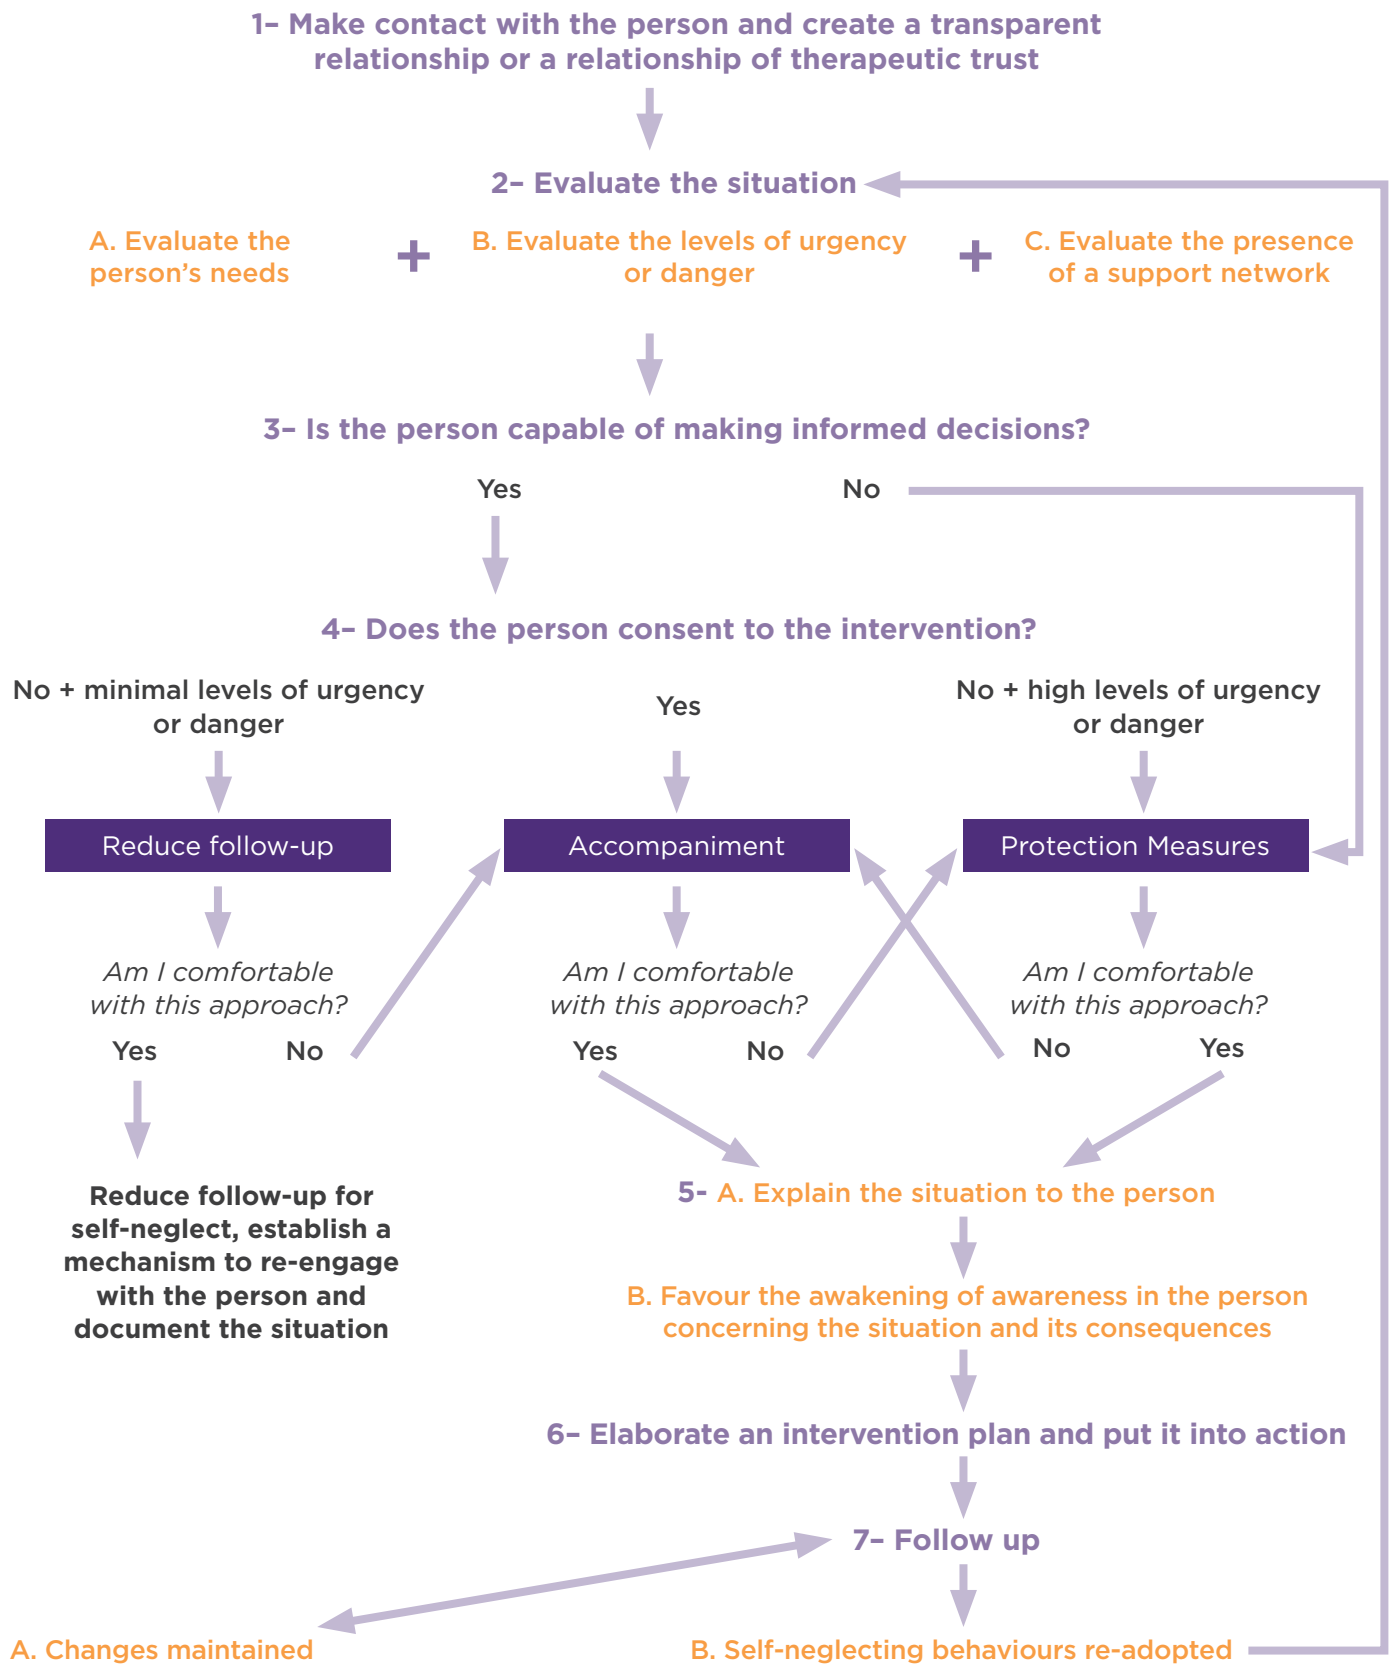 1– Make contact with the person and create a transparent
relationship or a relationship of therapeutic trust
2– Evaluate the situation
A. Evaluate the
person’s needs
+
B. Evaluate the levels of urgency
or danger
+
C. Evaluate the presence
of a support network
3– Is the person capable of making informed decisions?
Yes
No
4– Does the person consent to the intervention?
No + minimal levels of urgency
or danger
Yes
No + high levels of urgency
or danger
Reduce follow-up
Accompaniment
Protection Measures
Am I comfortable
with this approach?
Am I comfortable
with this approach?
Am I comfortable
with this approach?
Yes
No
Yes
No
No
Yes
Reduce follow-up for
self-neglect, establish a
mechanism to re-engage
with the person and
document the situation
5- A. Explain the situation to the person
B. Favour the awakening of awareness in the person
concerning the situation and its consequences
6– Elaborate an intervention plan and put it into action
7– Follow up
A. Changes maintained
B. Self-neglecting behaviours re-adopted